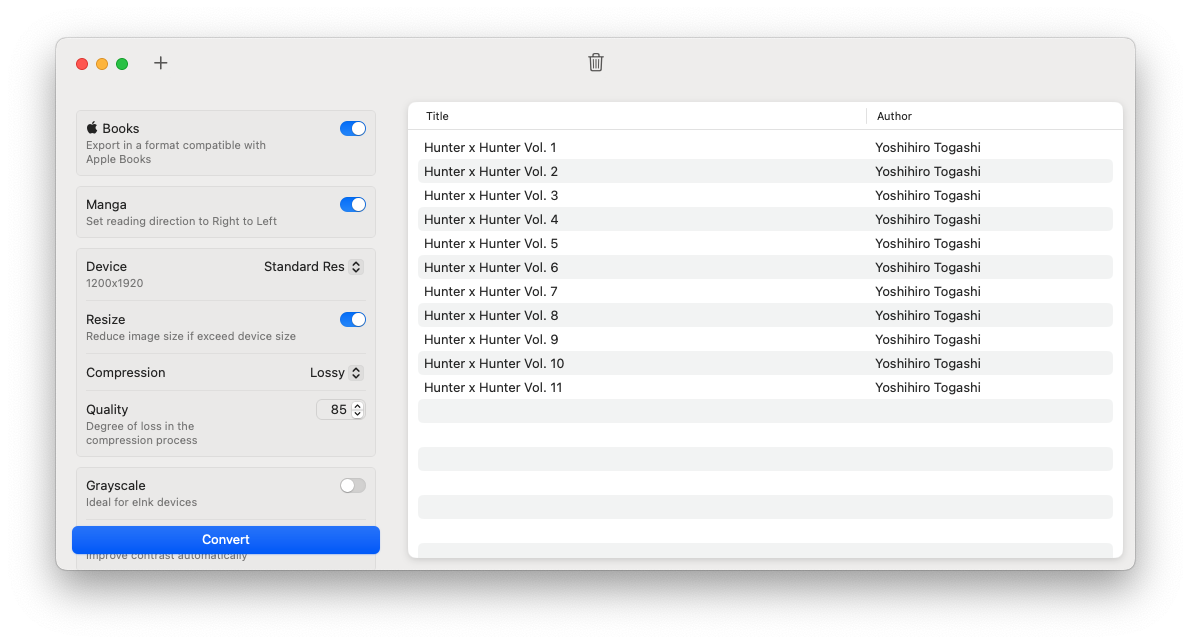 Books
Export in a format compatible with
Apple Books
Manga
Set reading direction to Right to Left
Device
Standard Res
1200x1920
Resize
Reduce image size if exceed device size
Compression
Lossy
Quality
85
Degree of loss in the
compression process
Grayscale
Ideal for eInk devices
Convert
Improve contrast automatically
Title Author
Hunter x Hunter Vol. 1 Yoshihiro Togashi
Hunter x Hunter Vol. 2 Yoshihiro Togashi
Hunter x Hunter Vol. 3 Yoshihiro Togashi
Hunter x Hunter Vol. 4 Yoshihiro Togashi
Hunter x Hunter Vol. 5 Yoshihiro Togashi
Hunter x Hunter Vol. 6 Yoshihiro Togashi
Hunter x Hunter Vol. 7 Yoshihiro Togashi
Hunter x Hunter Vol. 8 Yoshihiro Togashi
Hunter x Hunter Vol. 9 Yoshihiro Togashi
Hunter x Hunter Vol. 10 Yoshihiro Togashi
Hunter x Hunter Vol. 11 Yoshihiro Togashi